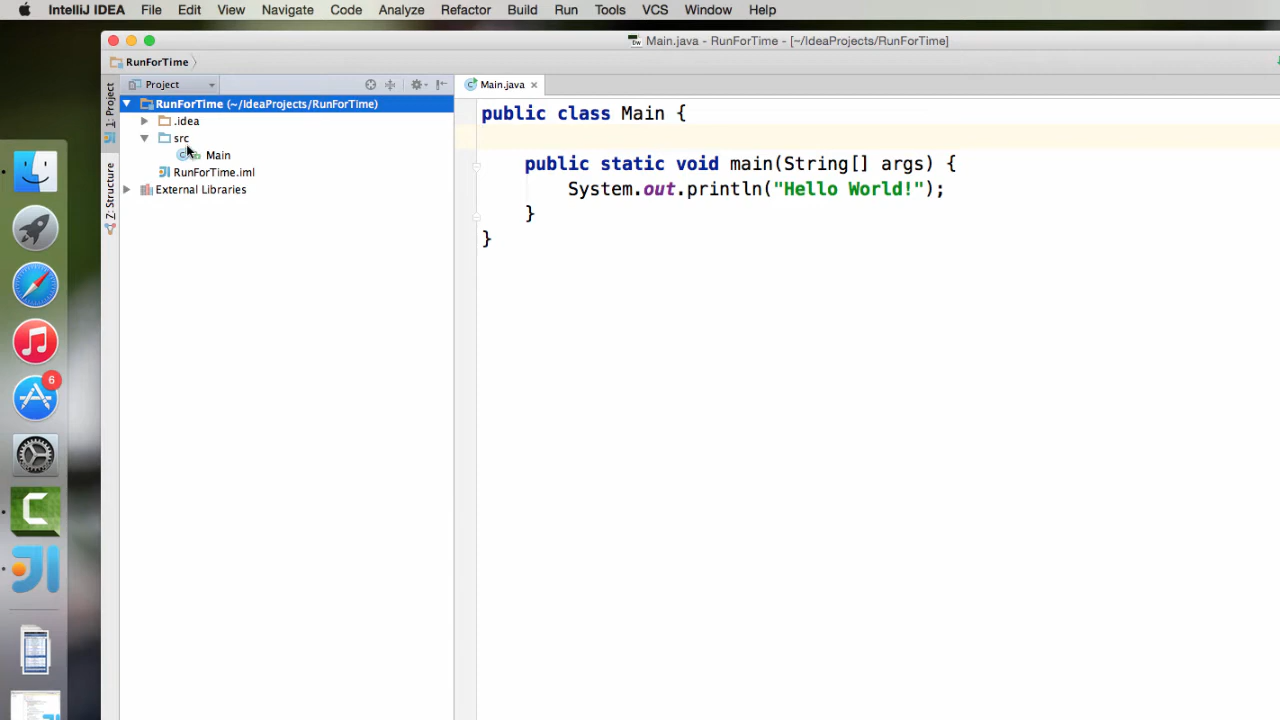 IntelliJ IDEA File Edit View Navigate Code Analyze Refactor Build Run Tools VCS Window Help
Main.java - RunForTime - [~/IdeaProjects/RunForTime]
RunForTime
Project
Main.java
1: Project
Z: Structure
RunForTime (~/IdeaProjects/RunForTime)
.idea
src
Main
RunForTime.iml
External Libraries
public class Main {
public static void main(String[] args) {
System.out.println("Hello World!");
}
}
6